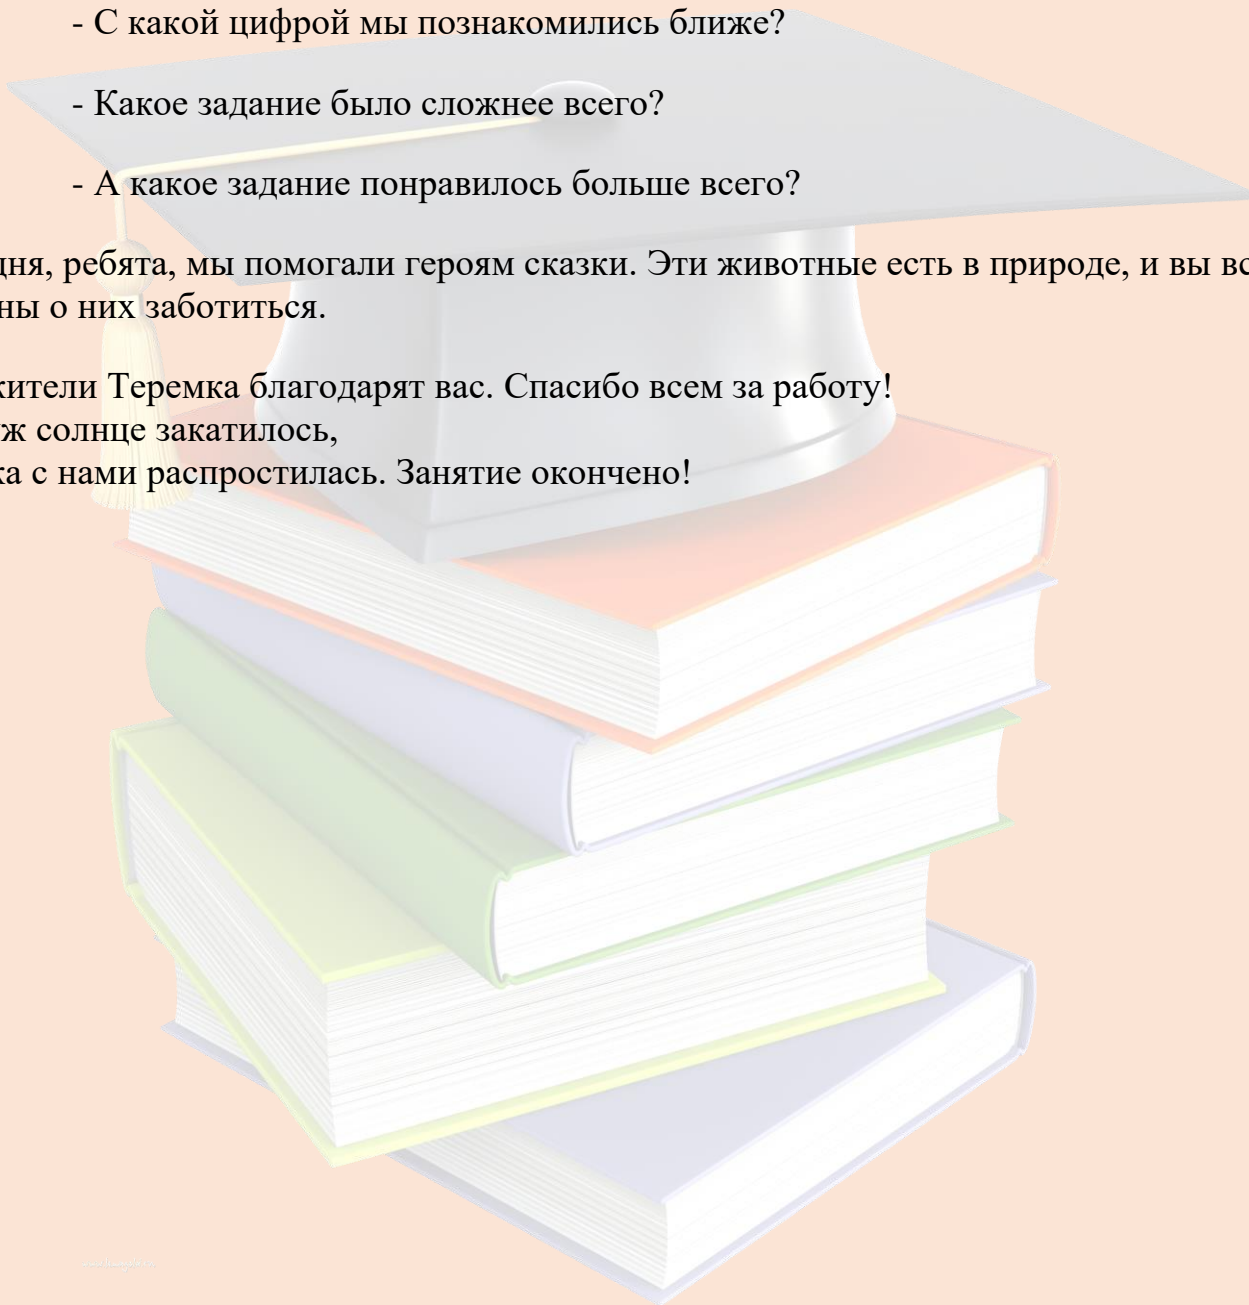 - С какой цифрой мы познакомились ближе?
- Какое задание было сложнее всего?
- А какое задание понравилось больше всего?
дня, ребята, мы помогали героям сказки. Эти животные есть в природе, и вы вс
ны о них заботиться.
жители Теремка благодарят вас. Спасибо всем за работу!
уж солнце закатилось,
ка с нами распростилась. Занятие окончено!